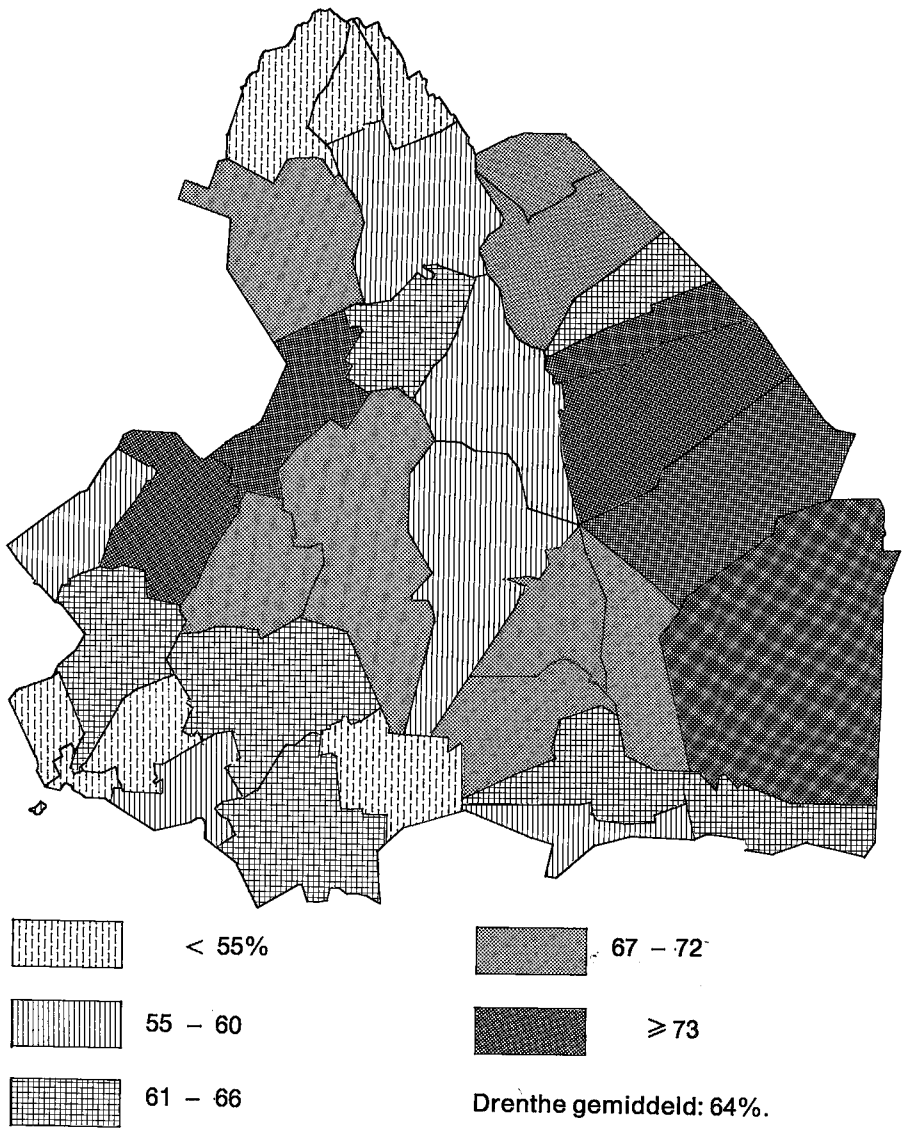 < 55%
55 – 60
61 – 66
67 – 72
⩾ 73
Drenthe gemiddeld: 64%.